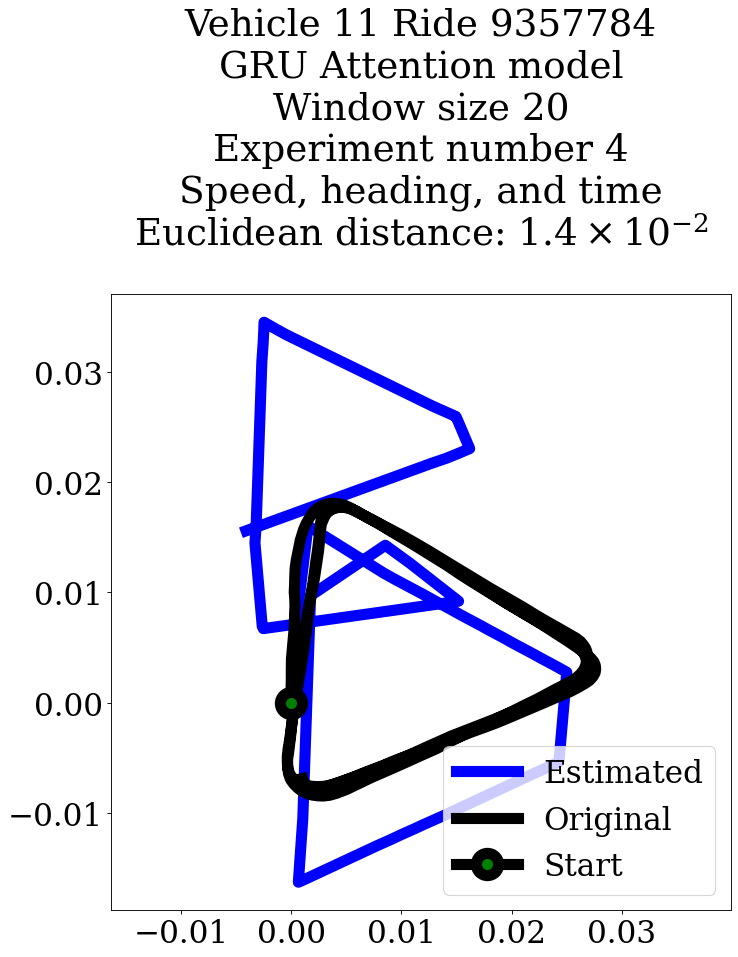 Vehicle 11 Ride 9357784
GRU Attention model
Window size 20
Experiment number 4
Speed, heading, and time
Euclidean distance: 1.4 × 10⁻²
0.03
0.02
0.01
0.00
−0.01
Estimated
Original
Start
−0.01 0.00 0.01 0.02 0.03